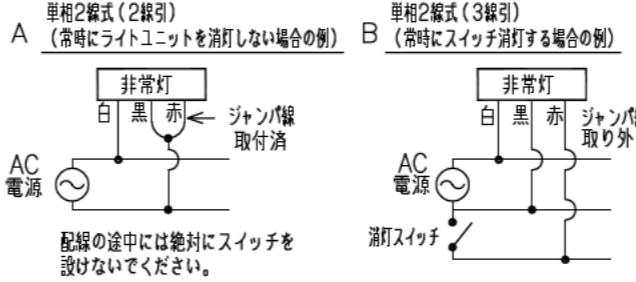 A 単相2線式(2線引)
(常時にライトユニットを消灯しない場合の例)
非常灯
白 黒 赤
ジャンパ線
取付済
AC
電源
配線の途中には絶対にスイッチを
設けないでください。
B 単相2線式(3線引)
(常時にスイッチ消灯する場合の例)
非常灯
白 黒 赤
ジャンパ
取り外
AC
電源
消灯スイッチ